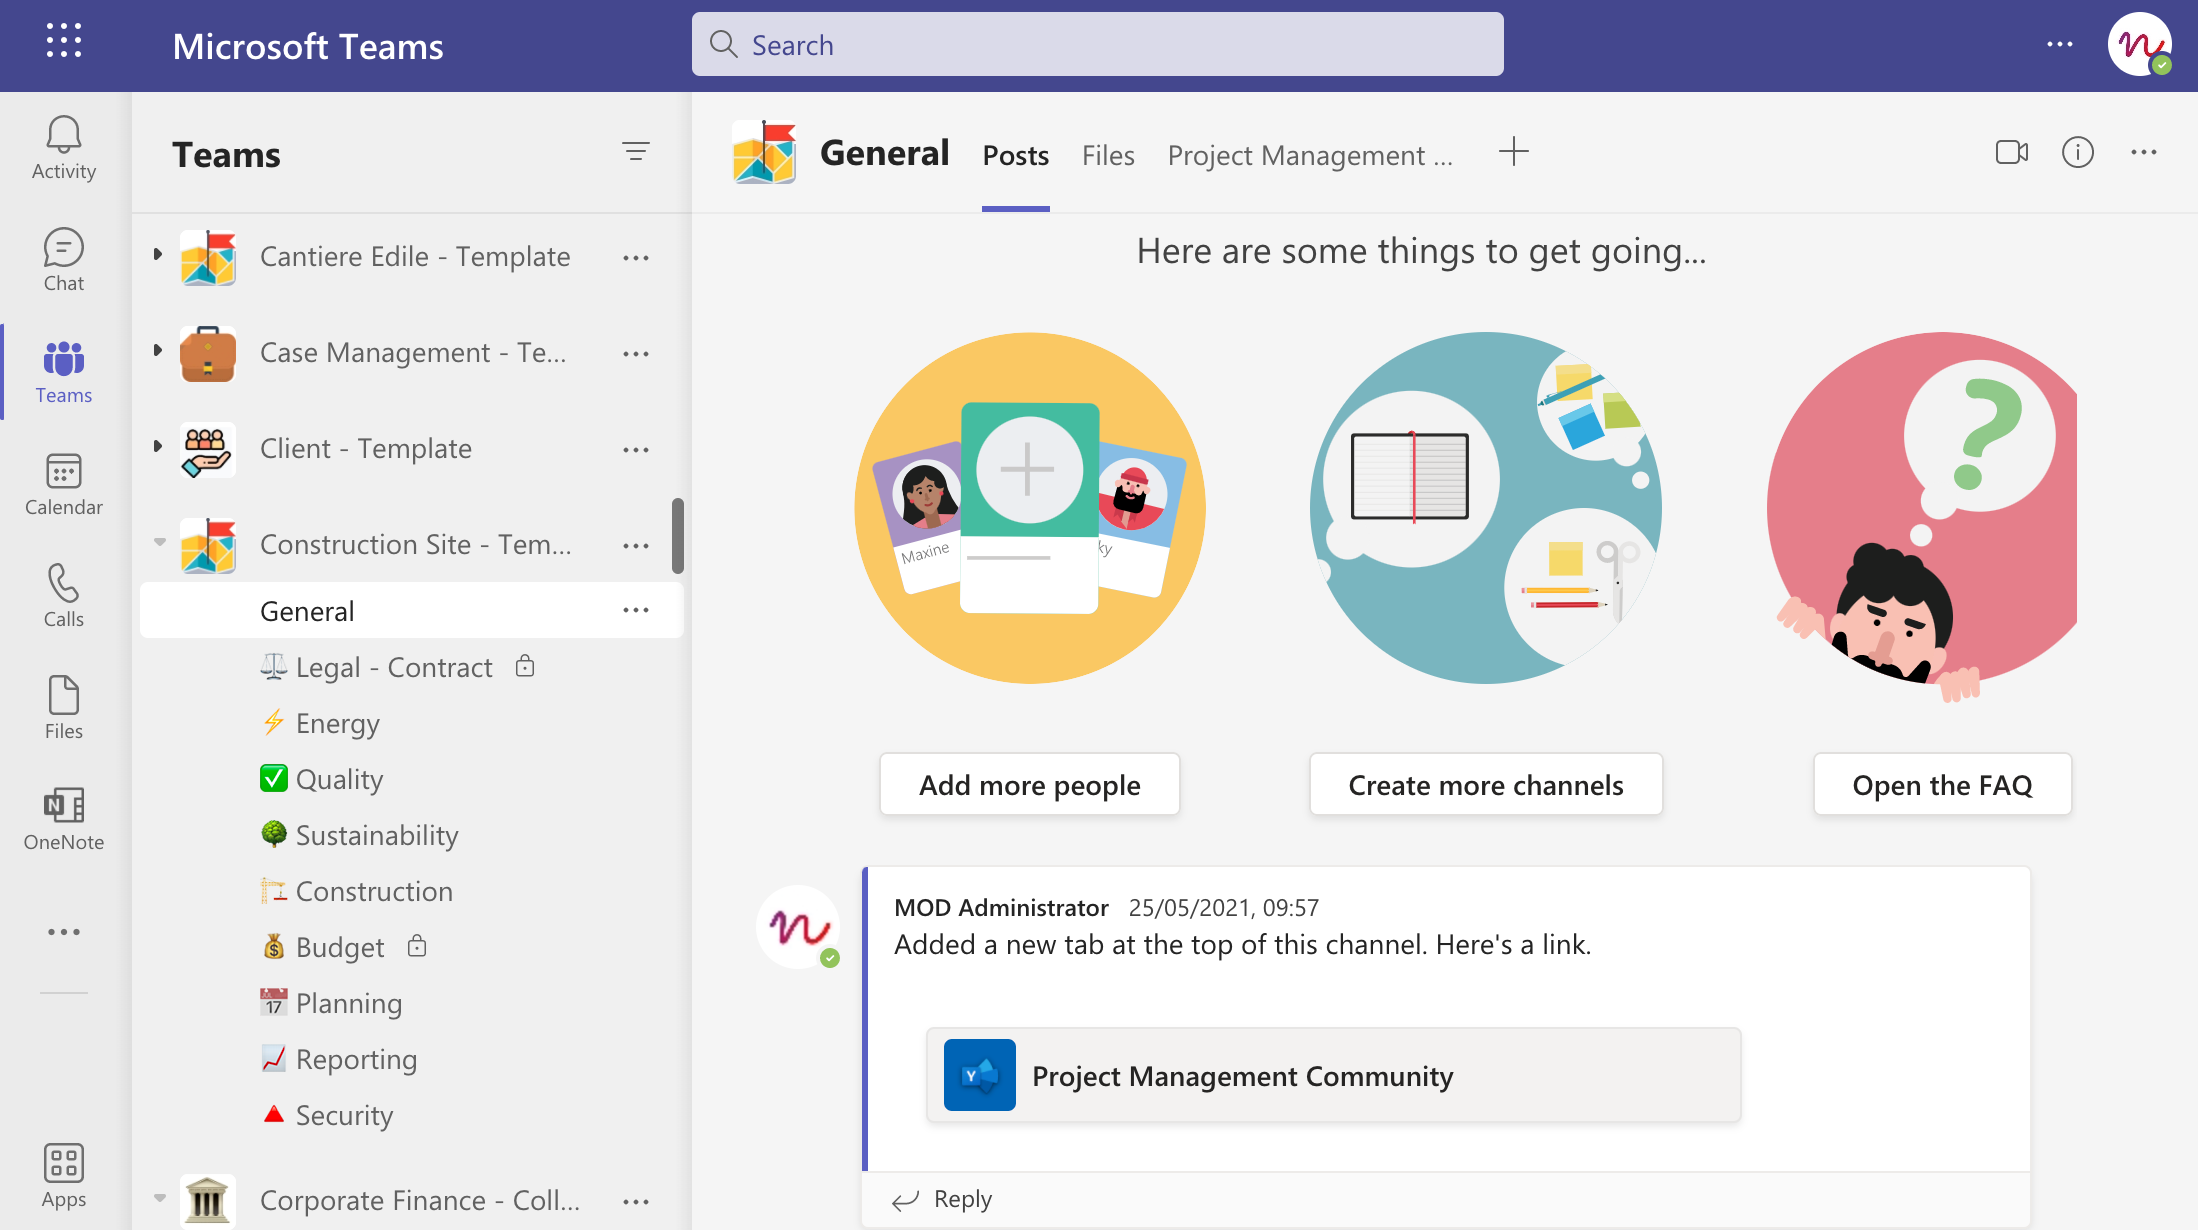 Microsoft Teams
Search
Activity
Chat
Teams
Calendar
Calls
Files
OneNote
Apps
Teams
Cantiere Edile - Template
Case Management - Te...
Client - Template
Construction Site - Tem...
General
Legal - Contract
Energy
Quality
Sustainability
Construction
Budget
17 Planning
Reporting
Security
Corporate Finance - Coll...
General
Posts
Files
Project Management ...
Here are some things to get going...
Maxine
ky
?
Add more people
Create more channels
Open the FAQ
MOD Administrator 25/05/2021, 09:57
Added a new tab at the top of this channel. Here's a link.
Y
Project Management Community
Reply